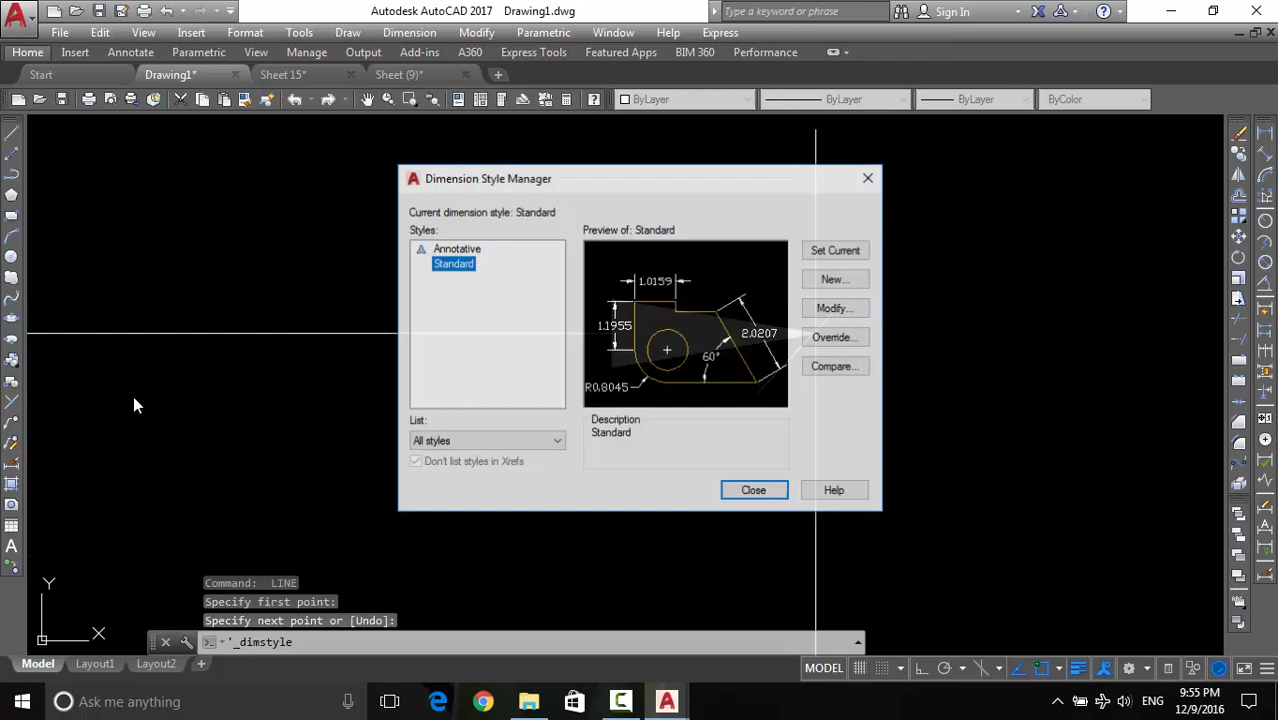 Autodesk AutoCAD 2017 Drawing1.dwg
Type a keyword or phrase
Sign In
File Edit View Insert Format Tools Draw Dimension Modify Parametric Window Help Express
Home Insert Annotate Parametric View Manage Output Add-ins A360 Express Tools Featured Apps BIM 360 Performance
Start Drawing1* Sheet 15* Sheet (9)*
ByLayer ByLayer ByLayer ByColor
Dimension Style Manager
Current dimension style: Standard
Styles:
Annotative
Standard
Preview of: Standard
1.0159
1.1955
2.0207
60°
R0.8045
Set Current
New...
Modify...
Override...
Compare...
List:
All styles
Don't list styles in Xrefs
Description
Standard
Close Help
Y
X
Command: LINE
Specify first point:
Specify next point or [Undo]:
'_dimstyle
Model Layout1 Layout2
MODEL
Ask me anything
ENG
9:55 PM
12/9/2016